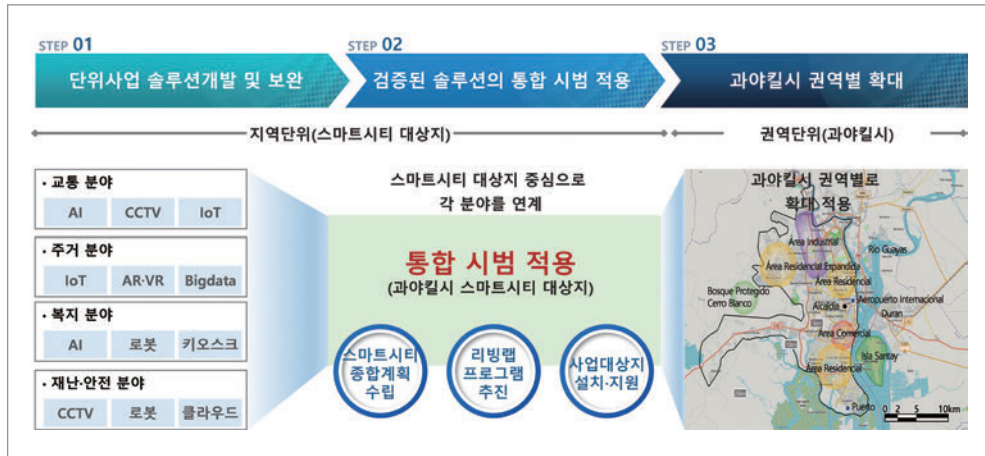 STEP 01
단위사업 솔루션개발 및 보완
STEP 02
검증된 솔루션의 통합 시범 적용
STEP 03
과야킬시 권역별 확대
지역단위(스마트시티 대상지)
권역단위(과야킬시)
· 교통 분야
AI
CCTV
IoT
· 주거 분야
IoT
AR·VR
Bigdata
· 복지 분야
AI
로봇
키오스크
· 재난·안전 분야
CCTV
로봇
클라우드
스마트시티 대상지 중심으로
각 분야를 연계
통합 시범 적용
(과야킬시 스마트시티 대상지)
스마트시티
종합계획
수립
리빙랩
프로그램
추진
사업대상지
설치·지원
과야킬시 권역별로
확대 적용
Área Industrial
Rio Guayas
Área Residencial Expandida
Área Residencial
Bosque Protegido
Cerro Blanco
Aeropuerto Internacional
Alcaldía
Duran
Área Comercial
Isla Santay
Área Residencial
Puerto
0 2 5 10km